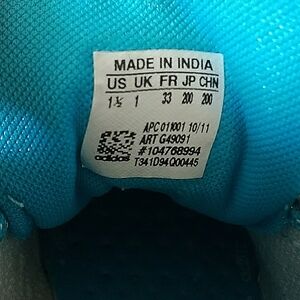 MADE IN INDIA
US UK FR JP CHN
1½ 1 33 200 200
APC 011001 10/11
ART G49091
#104768994
adidas T341D94Q00445